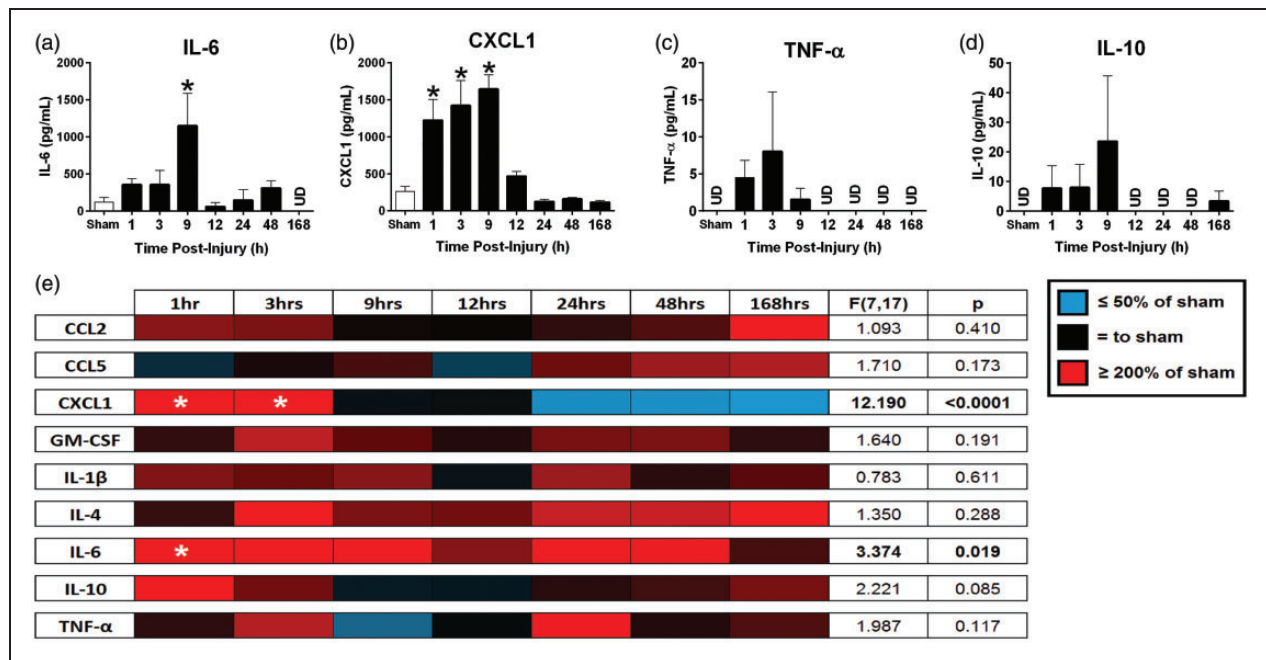 (a) IL-6
2000
1500
1000
500
0
IL-6 (pg/mL)
*
UD
Sham 1 3 9 12 24 48 168
Time Post-Injury (h)
(b) CXCL1
2000
1500
1000
500
0
CXCL1 (pg/mL)
* * *
Sham 1 3 9 12 24 48 168
Time Post-Injury (h)
(c) TNF-α
20
15
10
5
0
TNF-α (pg/mL)
UD UD UD UD UD
Sham 1 3 9 12 24 48 168
Time Post-Injury (h)
(d) IL-10
50
40
30
20
10
0
IL-10 (pg/mL)
UD UD UD UD
Sham 1 3 9 12 24 48 168
Time Post-Injury (h)
(e)
1hr 3hrs 9hrs 12hrs 24hrs 48hrs 168hrs F(7,17) p
CCL2 1.093 0.410
CCL5 1.710 0.173
CXCL1 * * 12.190 <0.0001
GM-CSF 1.640 0.191
IL-1β 0.783 0.611
IL-4 1.350 0.288
IL-6 * 3.374 0.019
IL-10 2.221 0.085
TNF-α 1.987 0.117
≤ 50% of sham
= to sham
≥ 200% of sham